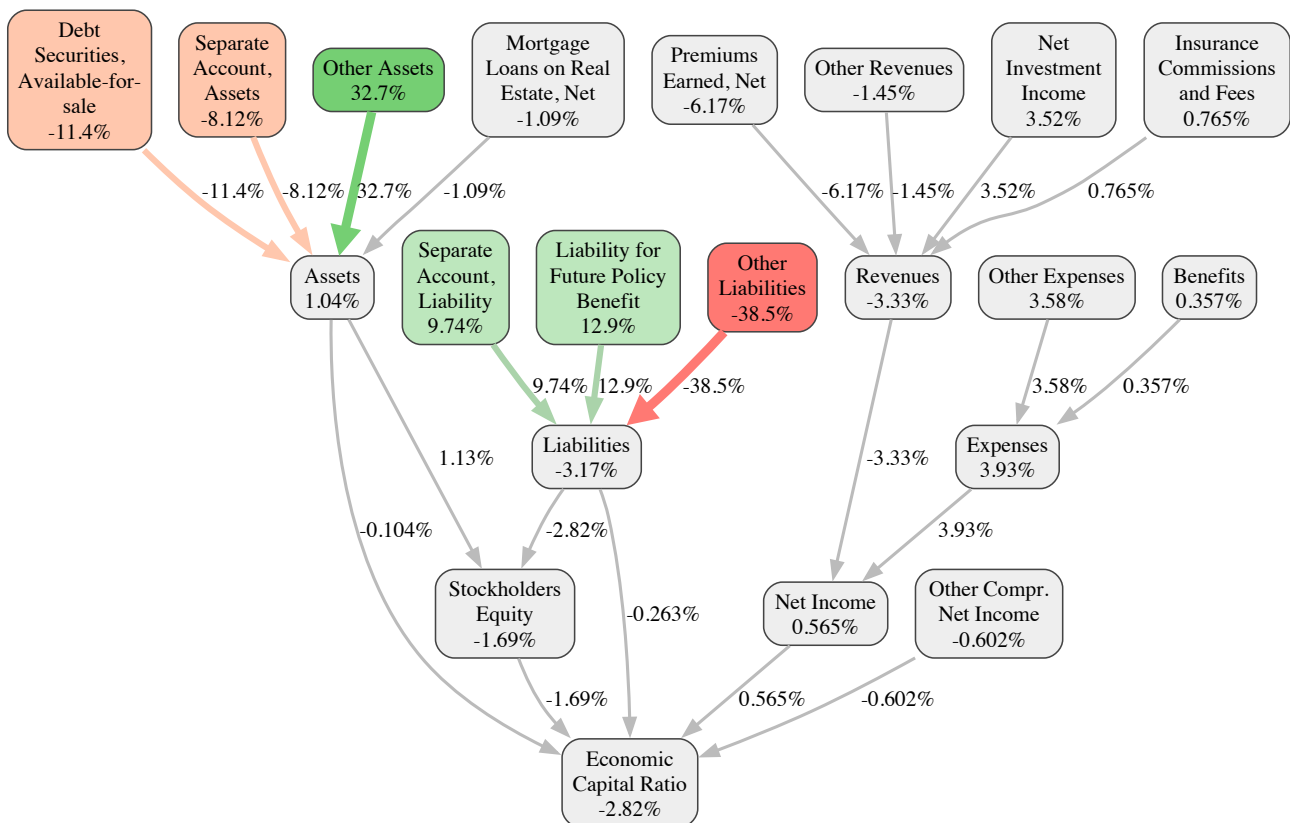 Debt
Securities,
Available-for-
sale
-11.4%
Separate
Account,
Assets
-8.12%
Other Assets
32.7%
Mortgage
Loans on Real
Estate, Net
-1.09%
Premiums
Earned, Net
-6.17%
Other Revenues
-1.45%
Net
Investment
Income
3.52%
Insurance
Commissions
and Fees
0.765%
-11.4%
-8.12%
32.7%
-1.09%
-6.17%
-1.45%
3.52%
0.765%
Assets
1.04%
Separate
Account,
Liability
9.74%
Liability for
Future Policy
Benefit
12.9%
Other
Liabilities
-38.5%
Revenues
-3.33%
Other Expenses
3.58%
Benefits
0.357%
9.74%
12.9%
-38.5%
3.58%
0.357%
1.13%
Liabilities
-3.17%
-3.33%
Expenses
3.93%
-0.104%
-2.82%
3.93%
Stockholders
Equity
-1.69%
-0.263%
Net Income
0.565%
Other Compr.
Net Income
-0.602%
-1.69%
0.565%
-0.602%
Economic
Capital Ratio
-2.82%